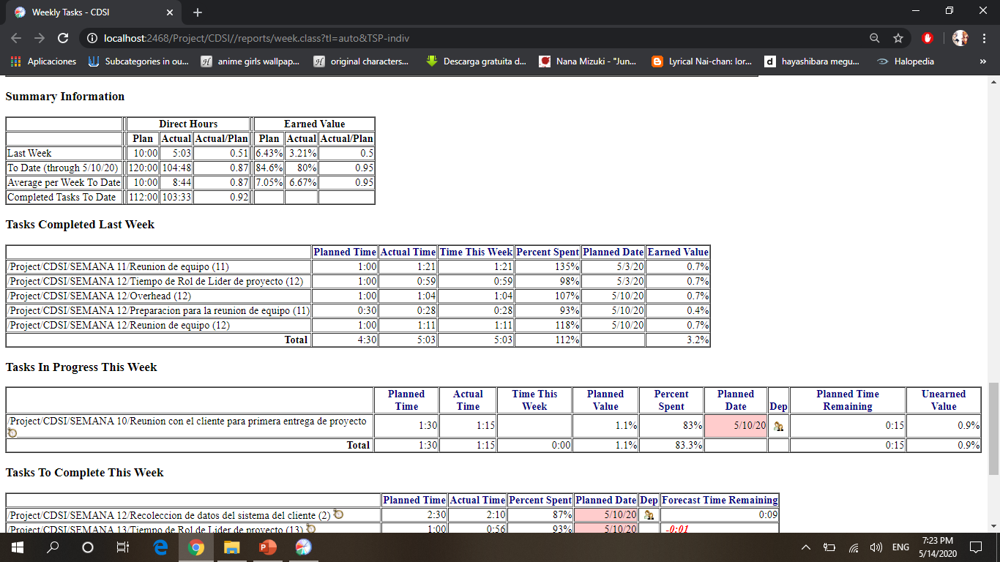 Weekly Tasks - CDSI
localhost:2468/Project/CDSI//reports/week.class?tl=auto&TSP-indiv
Aplicaciones Subcategories in ou... anime girls wallpap... original characters... Descarga gratuita d... Nana Mizuki - "Jun... Lyrical Nai-chan: lor... hayashibara megu... Halopedia »
Summary Information
Direct Hours Earned Value
Plan Actual Actual/Plan Plan Actual Actual/Plan
Last Week 10:00 5:03 0.51 6.43% 3.21% 0.5
To Date (through 5/10/20) 120:00 104:48 0.87 84.6% 80% 0.95
Average per Week To Date 10:00 8:44 0.87 7.05% 6.67% 0.95
Completed Tasks To Date 112:00 103:33 0.92
Tasks Completed Last Week
Planned Time Actual Time Time This Week Percent Spent Planned Date Earned Value
/Project/CDSI/SEMANA 11/Reunion de equipo (11) 1:00 1:21 1:21 135% 5/3/20 0.7%
/Project/CDSI/SEMANA 12/Tiempo de Rol de Lider de proyecto (12) 1:00 0:59 0:59 98% 5/3/20 0.7%
/Project/CDSI/SEMANA 12/Overhead (12) 1:00 1:04 1:04 107% 5/10/20 0.7%
/Project/CDSI/SEMANA 12/Preparacion para la reunion de equipo (11) 0:30 0:28 0:28 93% 5/10/20 0.4%
/Project/CDSI/SEMANA 12/Reunion de equipo (12) 1:00 1:11 1:11 118% 5/10/20 0.7%
Total 4:30 5:03 5:03 112% 3.2%
Tasks In Progress This Week
Planned Time Actual Time Time This Week Planned Value Percent Spent Planned Date Dep Planned Time Remaining Unearned Value
/Project/CDSI/SEMANA 10/Reunion con el cliente para primera entrega de proyecto 1:30 1:15 1.1% 83% 5/10/20 0:15 0.9%
Total 1:30 1:15 0:00 1.1% 83.3% 0:15 0.9%
Tasks To Complete This Week
Planned Time Actual Time Percent Spent Planned Date Dep Forecast Time Remaining
/Project/CDSI/SEMANA 12/Recoleccion de datos del sistema del cliente (2) 2:30 2:10 87% 5/10/20 0:09
/Project/CDSI/SEMANA 13/Tiempo de Rol de Lider de proyecto (13) 1:00 0:56 93% 5/10/20 -0:01
ENG
7:23 PM
5/14/2020